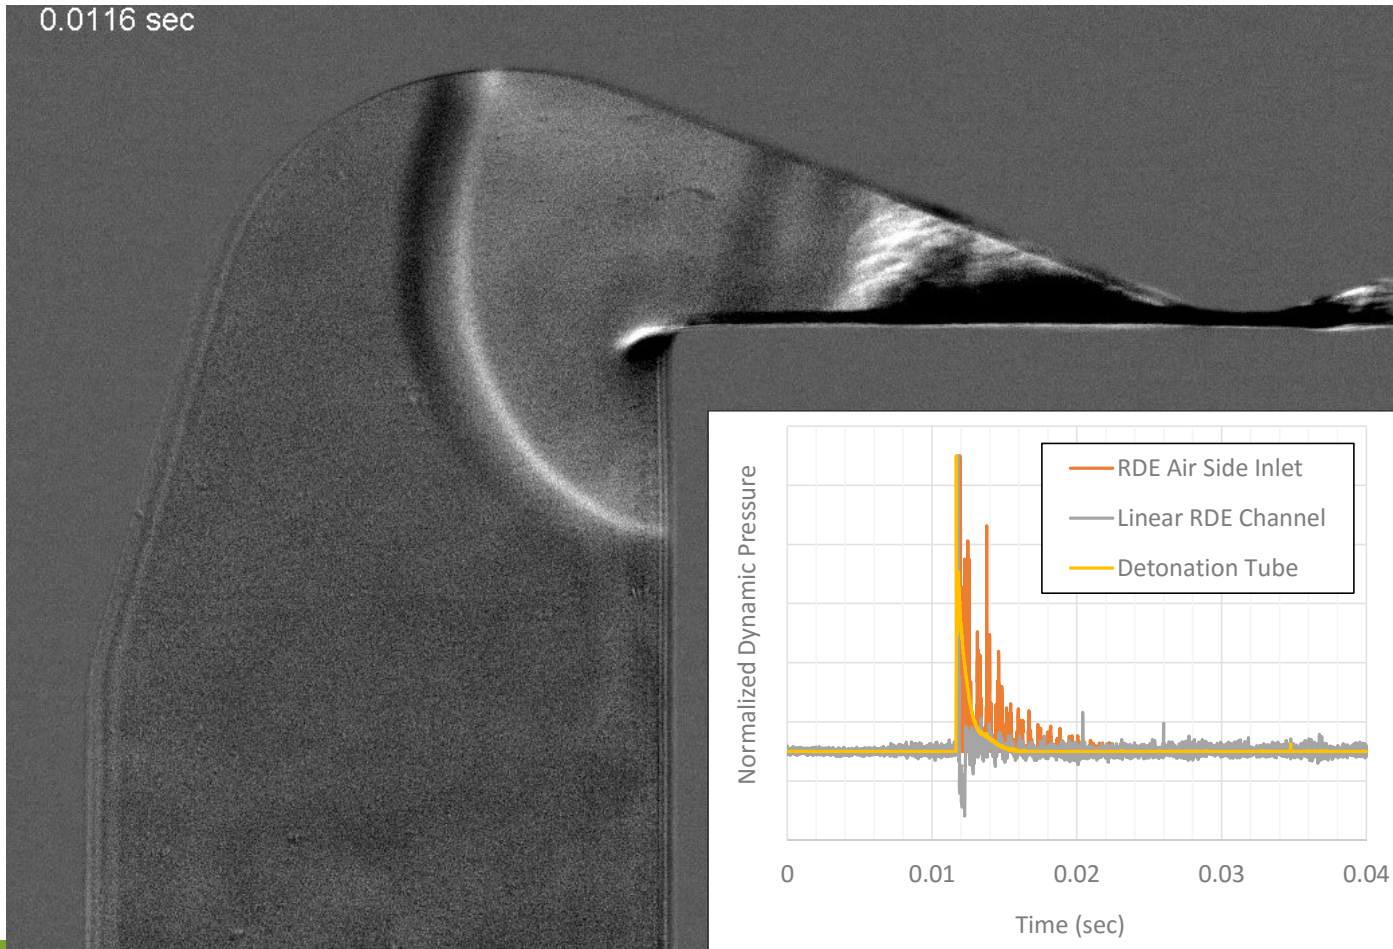 0.0116 sec
RDE Air Side Inlet
Linear RDE Channel
Detonation Tube
Normalized Dynamic Pressure
0 0.01 0.02 0.03 0.04
Time (sec)